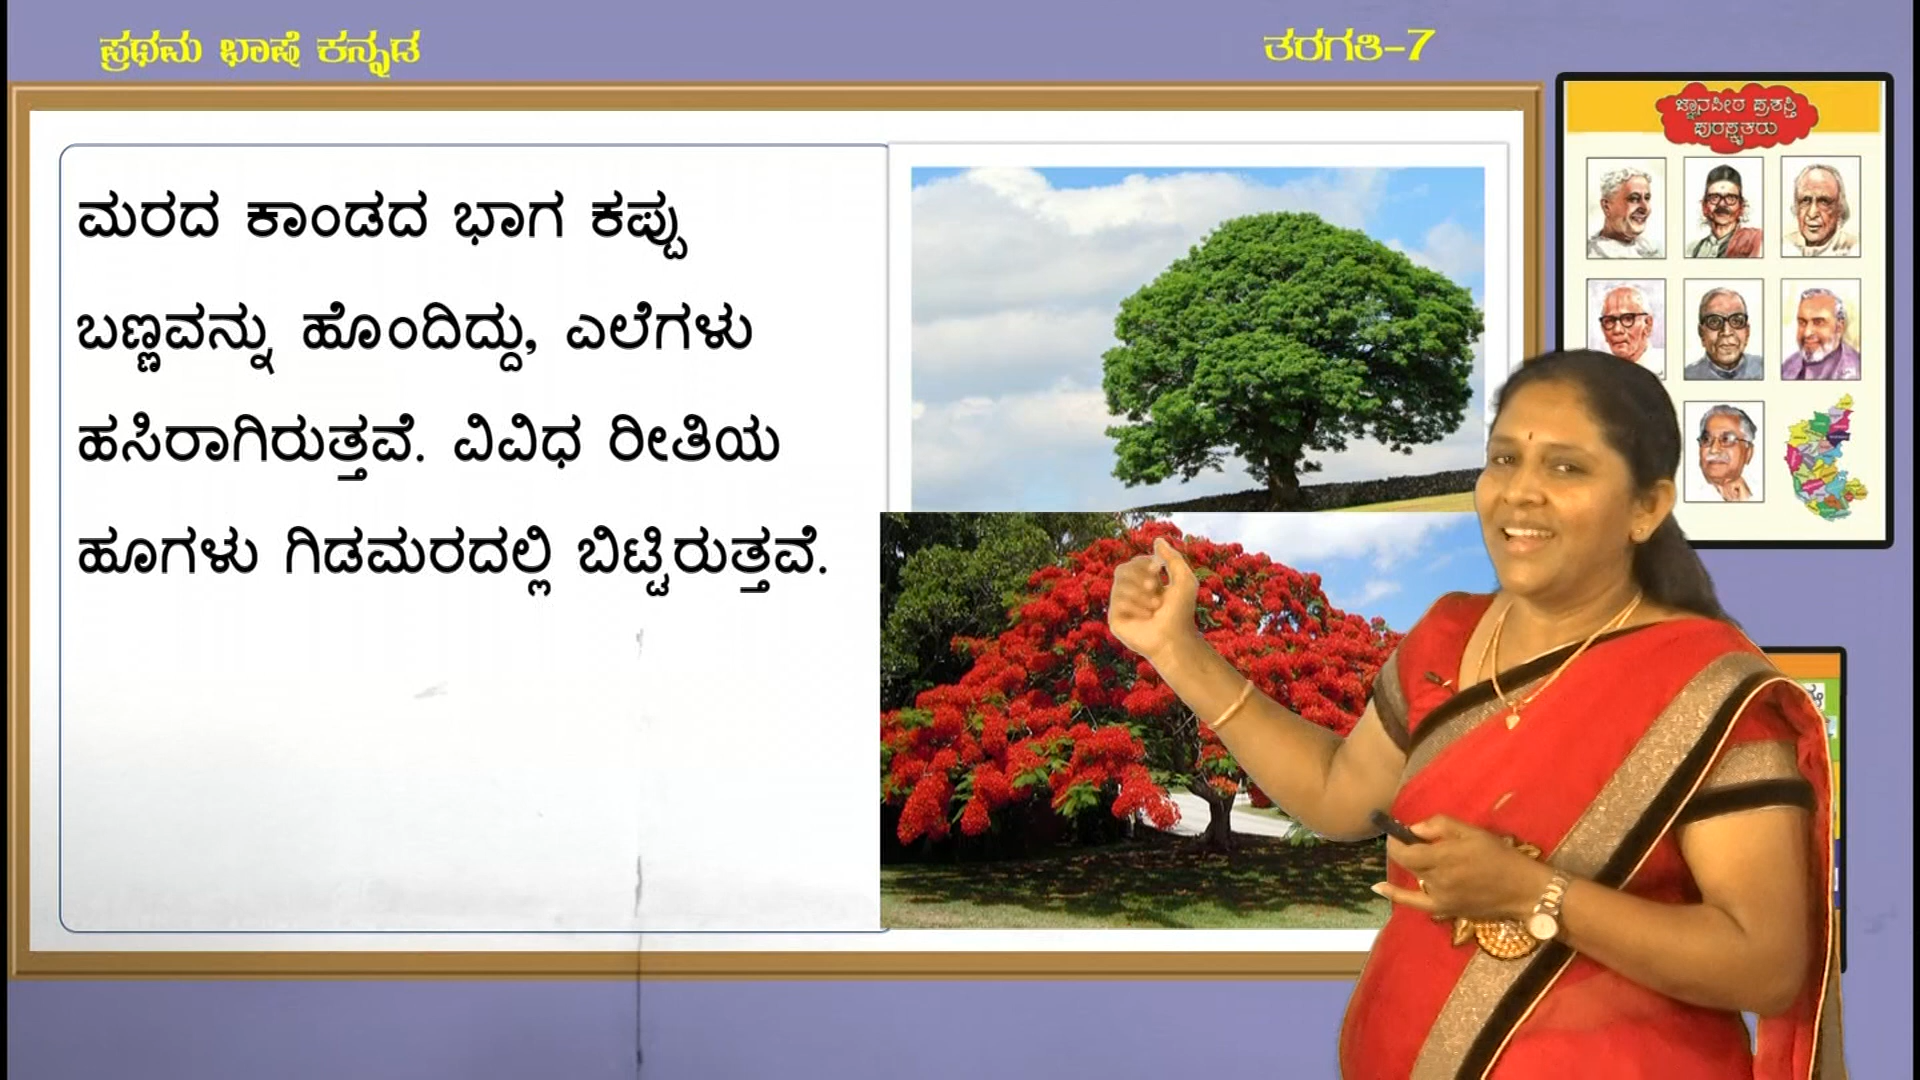 ಪ್ರಥಮ ಭಾಷೆ ಕನ್ನಡ
ತರಗತಿ-7
ಜ್ಞಾನಪೀಠ ಪ್ರಶಸ್ತಿ
ಪುರಸ್ಕೃತರು
ಮರದ ಕಾಂಡದ ಭಾಗ ಕಪ್ಪು
ಬಣ್ಣವನ್ನು ಹೊಂದಿದ್ದು, ಎಲೆಗಳು
ಹಸಿರಾಗಿರುತ್ತವೆ. ವಿವಿಧ ರೀತಿಯ
ಹೂಗಳು ಗಿಡಮರದಲ್ಲಿ ಬಿಟ್ಟಿರುತ್ತವೆ.